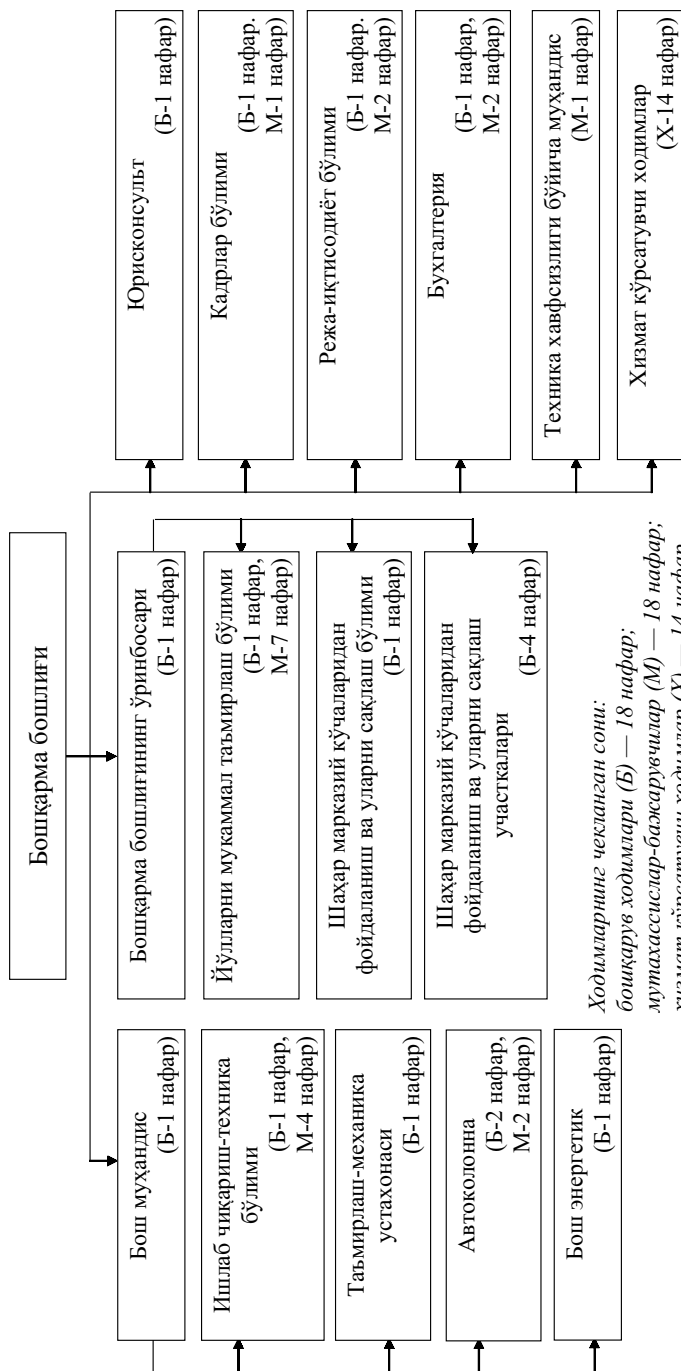 Бошқарма бошлиғи
Бош муҳандис
(Б-1 нафар)
Ишлаб чиқариш-техника
бўлими
(Б-1 нафар,
М-4 нафар)
Таъмирлаш-механика
устахонаси
(Б-1 нафар)
Автоколонна
(Б-2 нафар,
М-2 нафар)
Бош энергетик
(Б-1 нафар)
Бошқарма бошлиғининг ўринбосари
(Б-1 нафар)
Йўлларни мукаммал таъмирлаш бўлими
(Б-1 нафар,
М-7 нафар)
Шаҳар марказий кўчаларидан
фойдаланиш ва уларни сақлаш бўлими
(Б-1 нафар)
Шаҳар марказий кўчаларидан
фойдаланиш ва уларни сақлаш
участкалари
(Б-4 нафар)
Юрисконсульт
(Б-1 нафар)
Кадрлар бўлими
(Б-1 нафар.
М-1 нафар)
Режа-иқтисодиёт бўлими
(Б-1 нафар.
М-2 нафар)
Бухгалтерия
(Б-1 нафар,
М-2 нафар)
Техника хавфсизлиги бўйича муҳандис
(М-1 нафар)
Хизмат кўрсатувчи ходимлар
(Х-14 нафар)
Ходимларнинг чекланган сони:
бошқарув ходимлари (Б) — 18 нафар;
мутахассислар-бажарувчилар (М) — 18 нафар;
хизмат кўрсатувчи ходимлар (Х) — 14 нафар